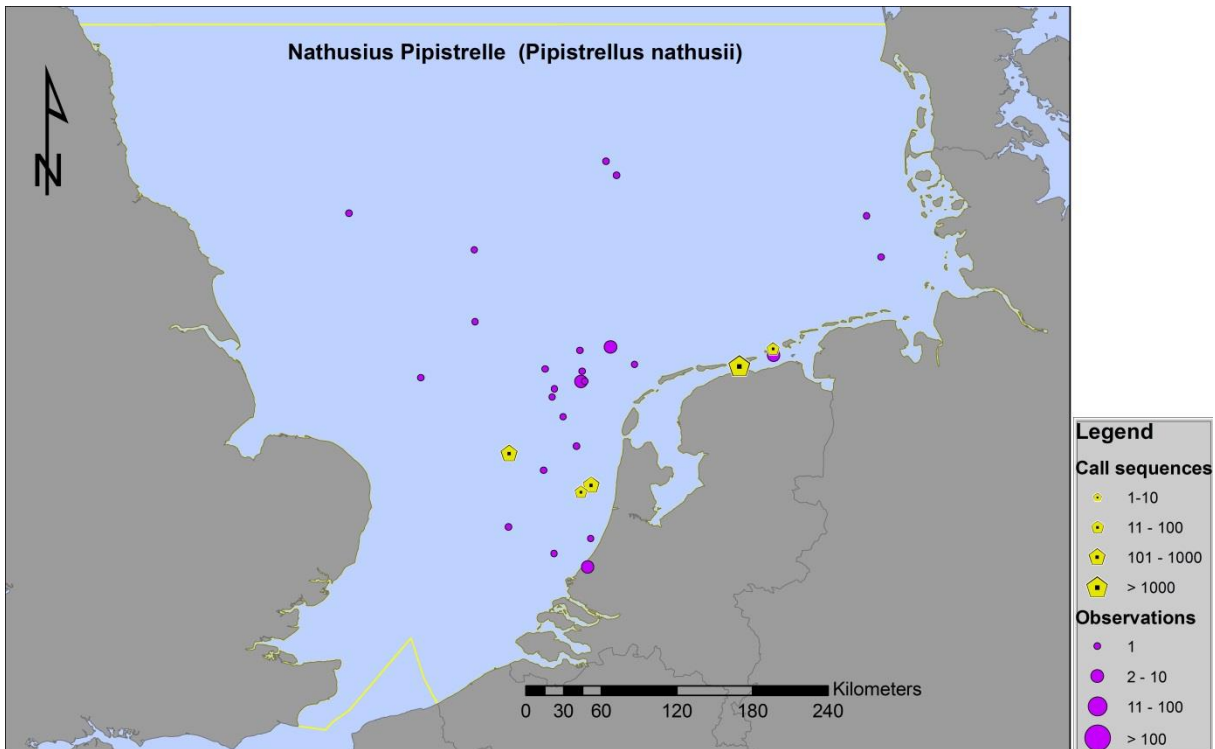 Nathusius Pipistrelle (Pipistrellus nathusii)
N
Kilometers
0 30 60 120 180 240
Legend
Call sequences
1-10
11 - 100
101 - 1000
> 1000
Observations
1
2 - 10
11 - 100
> 100